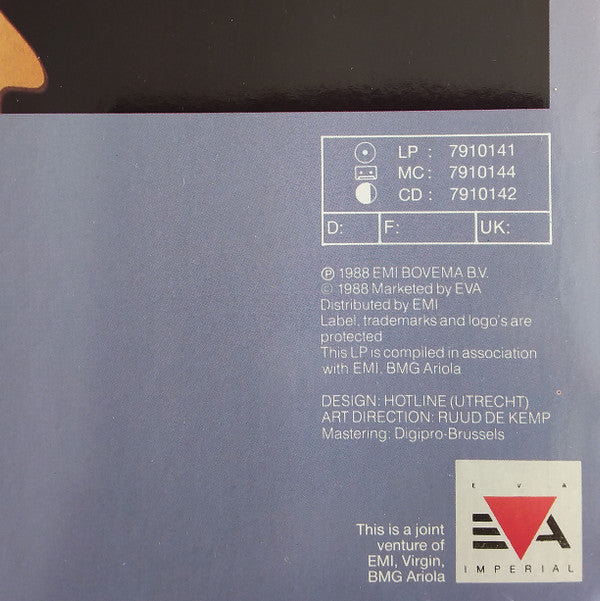 LP : 7910141
MC : 7910144
CD : 7910142
D: F: UK:
℗ 1988 EMI BOVEMA B.V.
© 1988 Marketed by EVA
Distributed by EMI
Label, trademarks and logo's are
protected
This LP is compiled in association
with EMI, BMG Ariola
DESIGN: HOTLINE (UTRECHT)
ART DIRECTION: RUUD DE KEMP
Mastering: Digipro-Brussels
This is a joint
venture of
EMI, Virgin,
BMG Ariola
E v a
EVA
IMPERIAL